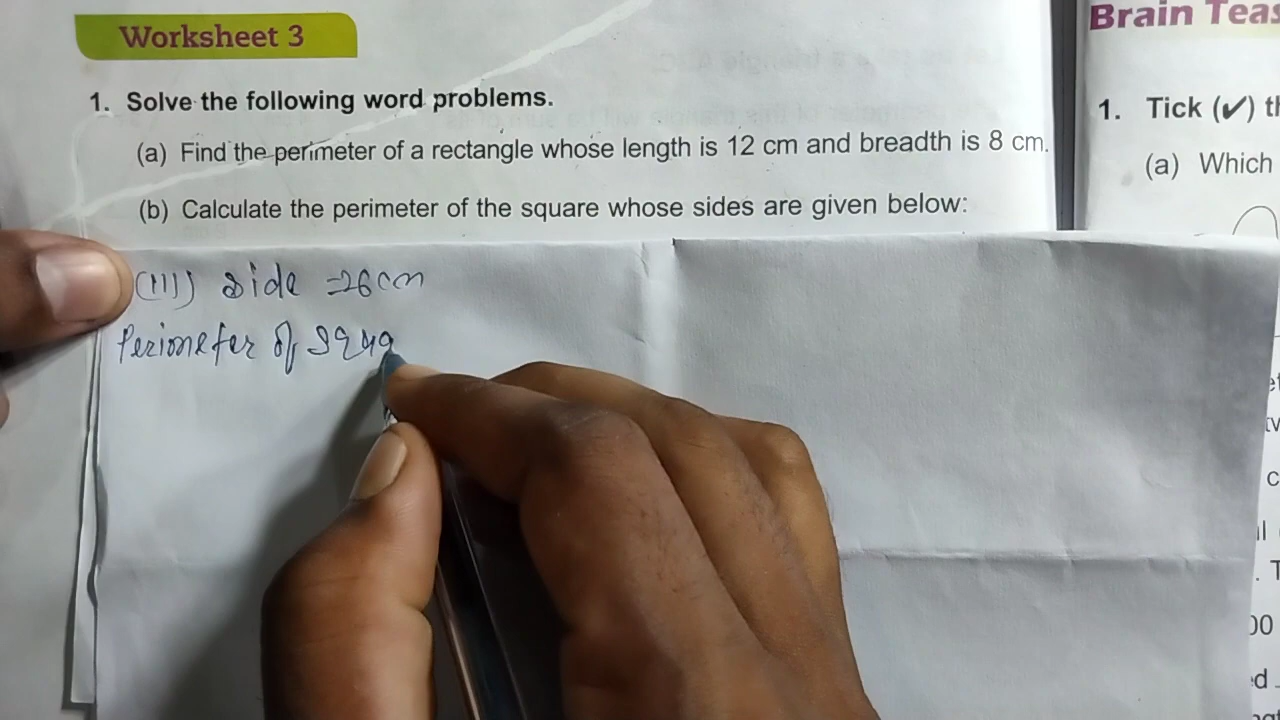 Worksheet 3
1. Solve the following word problems.
(a) Find the perimeter of a rectangle whose length is 12 cm and breadth is 8 cm.
(b) Calculate the perimeter of the square whose sides are given below:
(III) side =26cm
Perimeter of squa
Brain Teas
1. Tick (✓) th
(a) Which